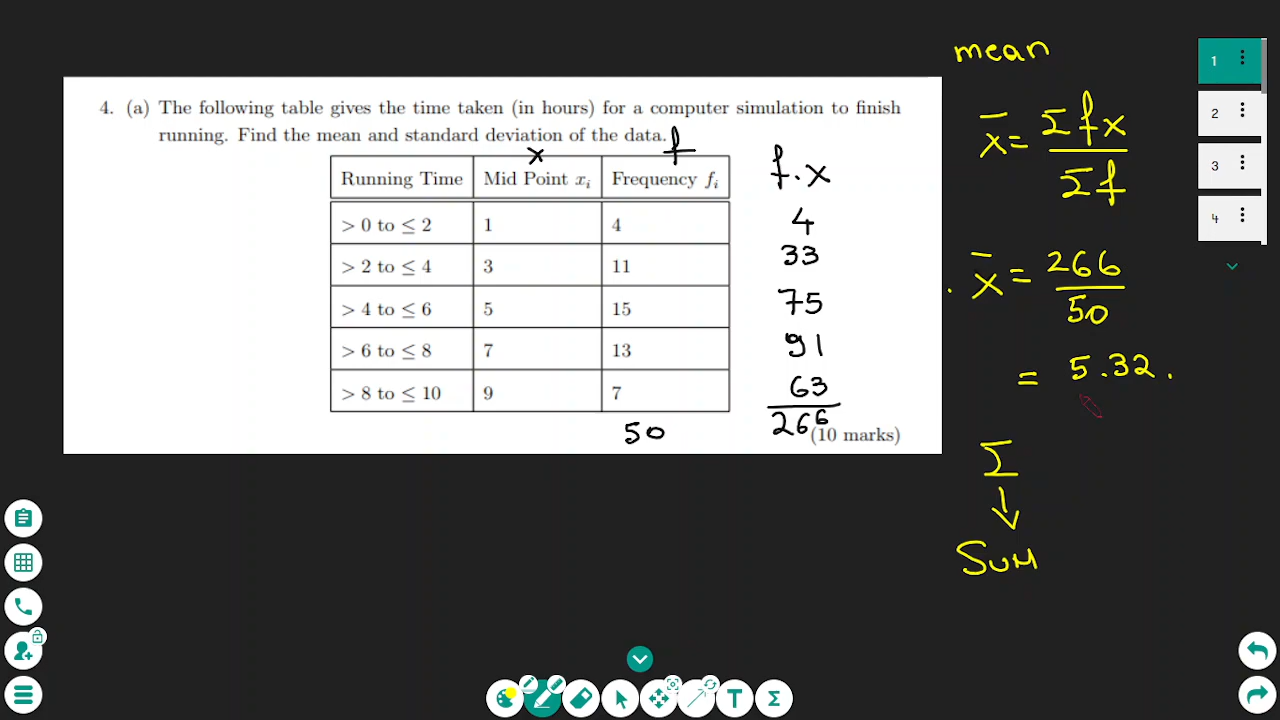 mean
4. (a) The following table gives the time taken (in hours) for a computer simulation to finish
running. Find the mean and standard deviation of the data.
x f f.x
Running Time Mid Point xᵢ Frequency fᵢ
> 0 to ≤ 2 1 4 4
> 2 to ≤ 4 3 11 33
> 4 to ≤ 6 5 15 75
> 6 to ≤ 8 7 13 91
> 8 to ≤ 10 9 7 63
50 266
(10 marks)
x̄ = Σfx / Σf
x̄ = 266 / 50
= 5.32.
Σ
↓
SUM
1
2
3
4
T Σ